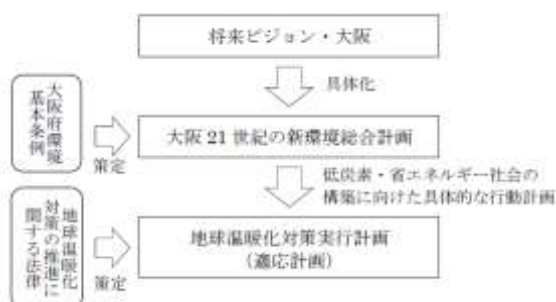 将来ビジョン・大阪
具体化
大阪府環境
基本条例
策定
大阪 21 世紀の新環境総合計画
低炭素・省エネルギー社会の
構築に向けた具体的な行動計画
地球温暖化
対策の推進に
関する法律
策定
地球温暖化対策実行計画
(適応計画)